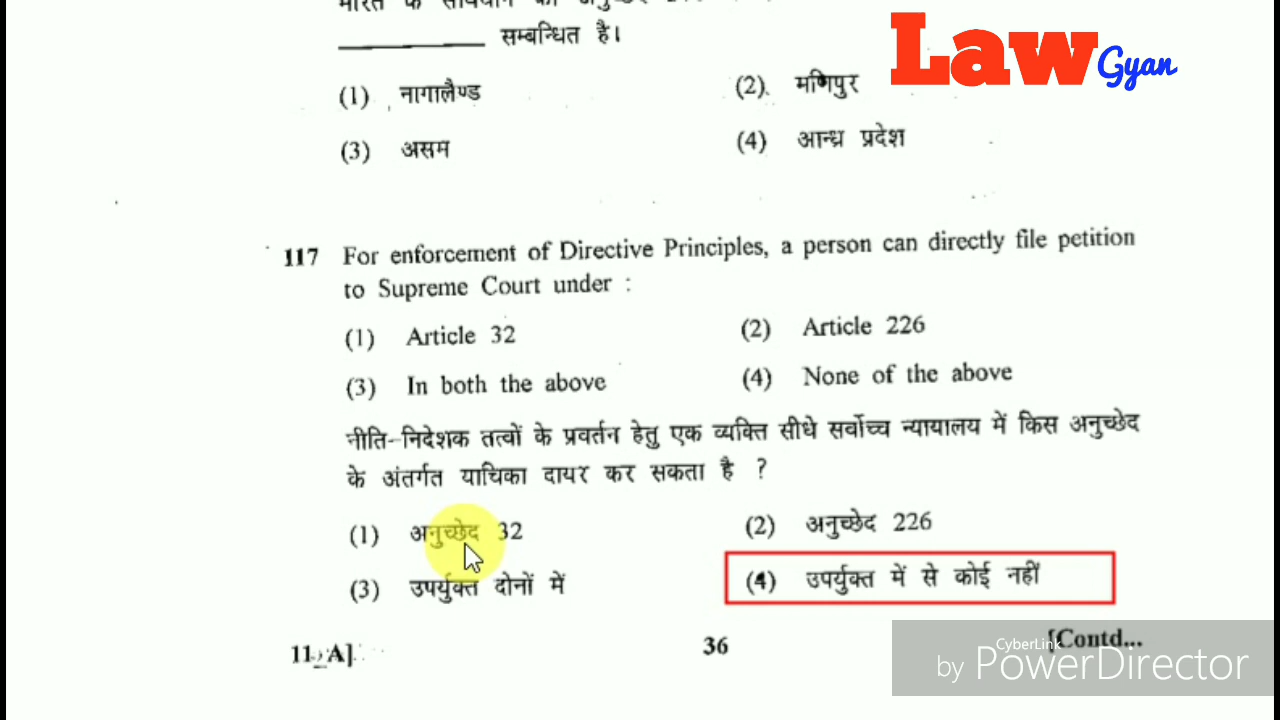 Law Gyan
सम्बन्धित है।
(1) नागालैण्ड (2). मणिपुर
(3) असम (4) आन्ध्र प्रदेश
117 For enforcement of Directive Principles, a person can directly file petition
to Supreme Court under :
(1) Article 32 (2) Article 226
(3) In both the above (4) None of the above
नीति-निदेशक तत्वों के प्रवर्तन हेतु एक व्यक्ति सीधे सर्वोच्च न्यायालय में किस अनुच्छेद
के अंतर्गत याचिका दायर कर सकता है ?
(1) अनुच्छेद 32 (2) अनुच्छेद 226
(3) उपर्युक्त दोनों में (4) उपर्युक्त में से कोई नहीं
11 A] 36 [Contd...
CyberLink
by PowerDirector